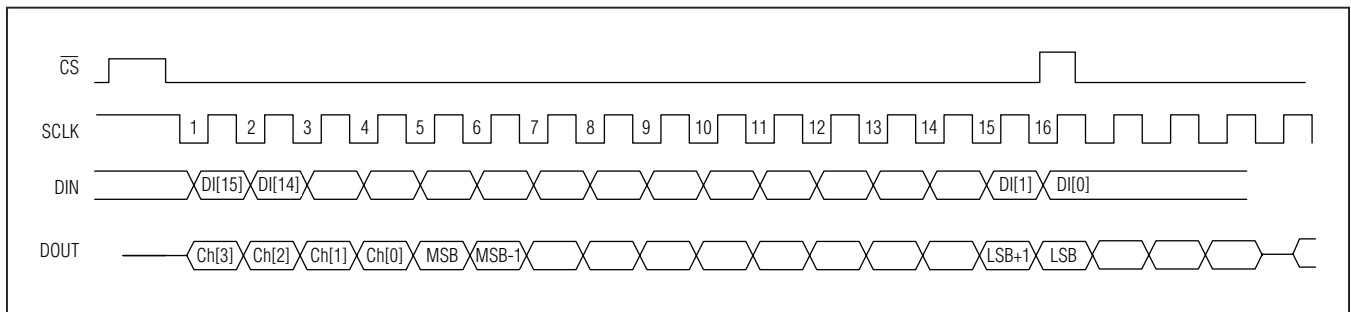 CS
SCLK 1 2 3 4 5 6 7 8 9 10 11 12 13 14 15 16
DIN DI[15] DI[14] DI[1] DI[0]
DOUT Ch[3] Ch[2] Ch[1] Ch[0] MSB MSB-1 LSB+1 LSB